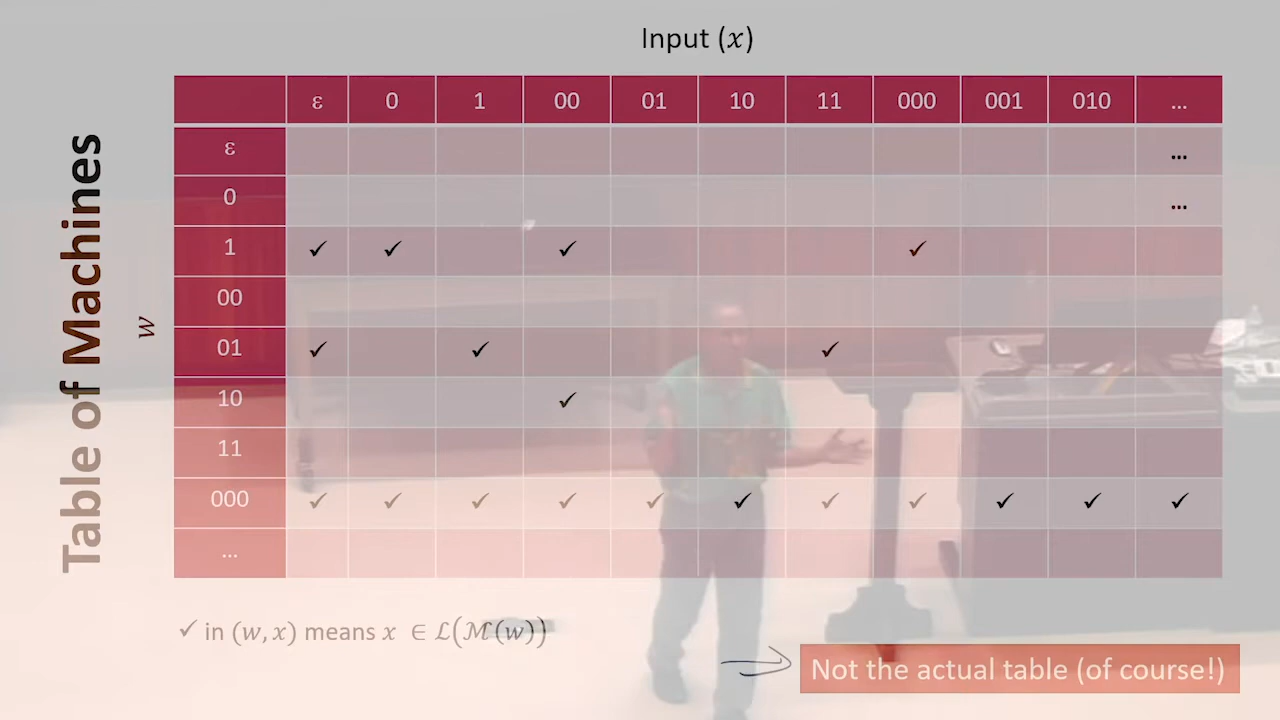 Input (x)
Table of Machines
w
ε 0 1 00 01 10 11 000 001 010 ...
ε ...
0 ...
1 ✓ ✓ ✓ ✓
00
01 ✓ ✓ ✓
10 ✓
11
000 ✓ ✓ ✓ ✓ ✓ ✓ ✓ ✓ ✓ ✓ ✓
...
✓ in (w, x) means x ∈ ℒ(ℳ(w))
Not the actual table (of course!)